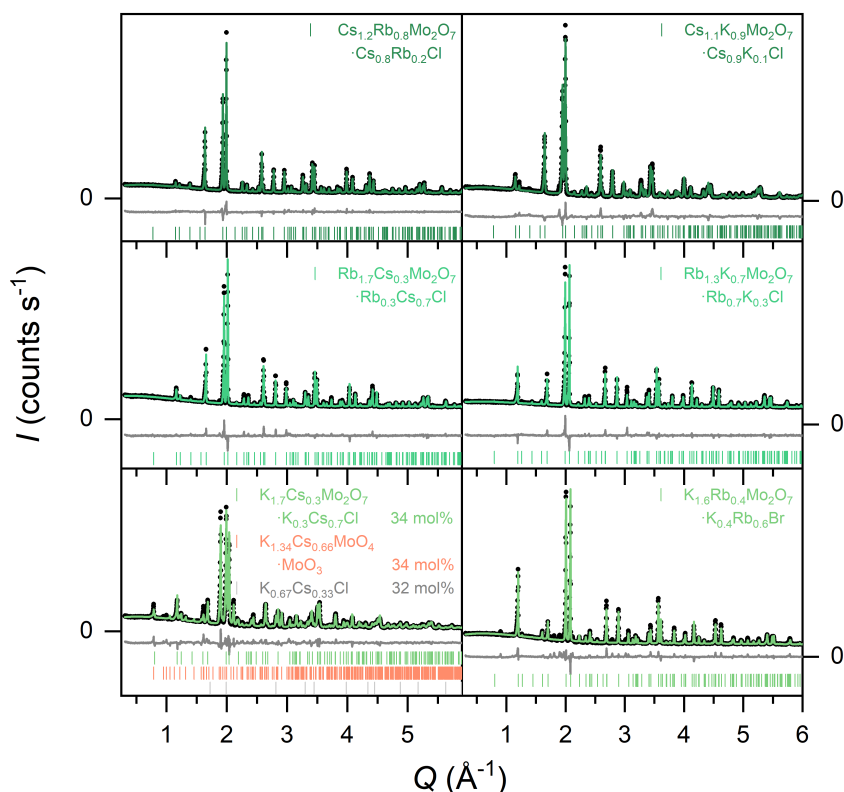 Cs1.2Rb0.8Mo2O7
·Cs0.8Rb0.2Cl
Cs1.1K0.9Mo2O7
·Cs0.9K0.1Cl
0
0
Rb1.7Cs0.3Mo2O7
·Rb0.3Cs0.7Cl
Rb1.3K0.7Mo2O7
·Rb0.7K0.3Cl
I (counts s-1)
0
0
K1.7Cs0.3Mo2O7
·K0.3Cs0.7Cl 34 mol%
K1.34Cs0.66MoO4
·MoO3 34 mol%
K0.67Cs0.33Cl 32 mol%
K1.6Rb0.4Mo2O7
·K0.4Rb0.6Br
0
0
1 2 3 4 5 1 2 3 4 5 6
Q (Å-1)